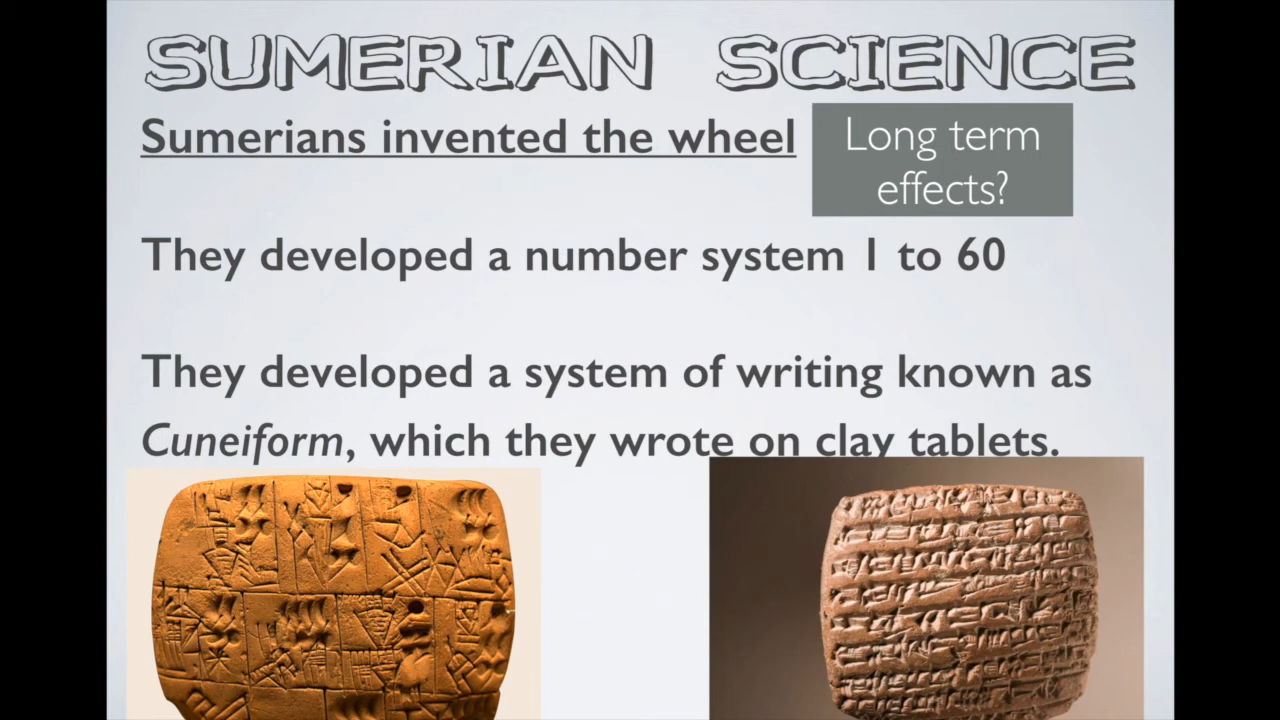 SUMERIAN SCIENCE
Sumerians invented the wheel
Long term
effects?
They developed a number system 1 to 60
They developed a system of writing known as
Cuneiform, which they wrote on clay tablets.